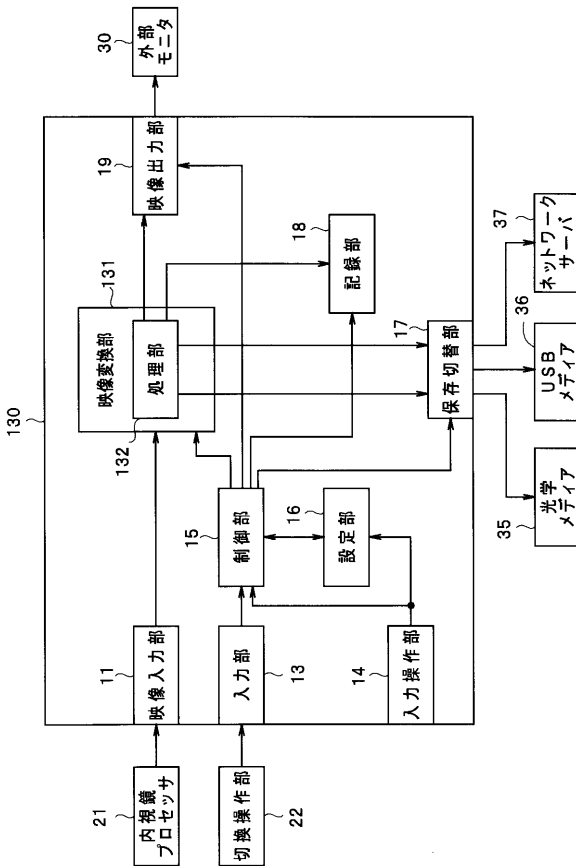 130
21
内視鏡
プロセッサ
11
映像入力部
映像変換部
131
処理部
132
19
映像出力部
30
外部
モニタ
22
切換操作部
13
入力部
15
制御部
18
記録部
14
入力操作部
16
設定部
17
保存切替部
35
光学
メディア
36
USB
メディア
37
ネットワーク
サーバ